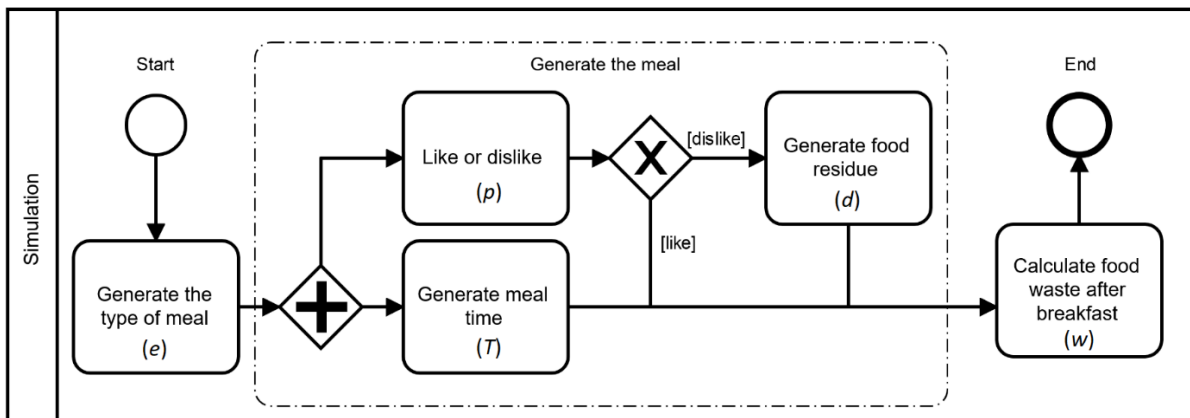 Simulation
Start
Generate the
type of meal
(e)
Generate the meal
Like or dislike
(p)
X
[dislike]
[like]
Generate food
residue
(d)
Generate meal
time
(T)
End
Calculate food
waste after
breakfast
(w)